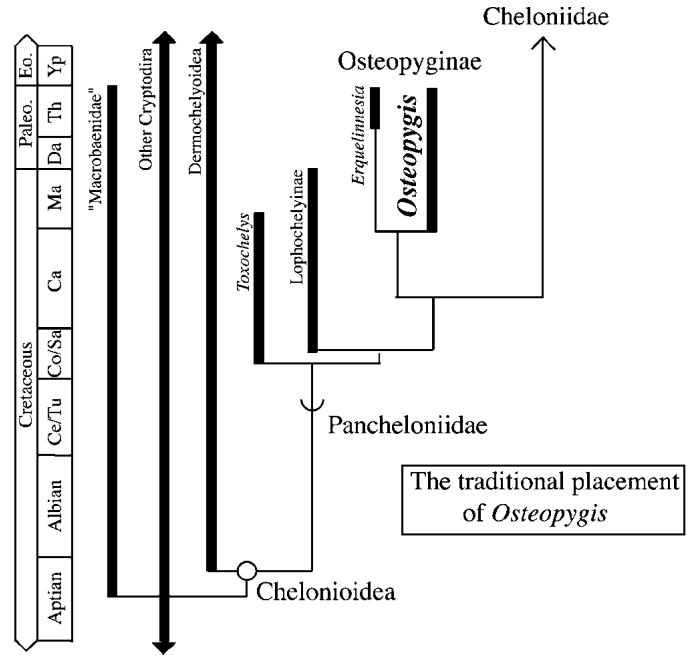 Cheloniidae
Eo.
Yp
Paleo.
Th
Da
Cretaceous
Ma
Ca
Co/Sa
Ce/Tu
Albian
Aptian
"Macrobaenidae"
Other Cryptodira
Dermochelyoidea
Toxochelys
Lophochelyinae
Osteopyginae
Erquelinnesia
Osteopygis
Pancheloniidae
Chelonioidea
The traditional placement
of Osteopygis